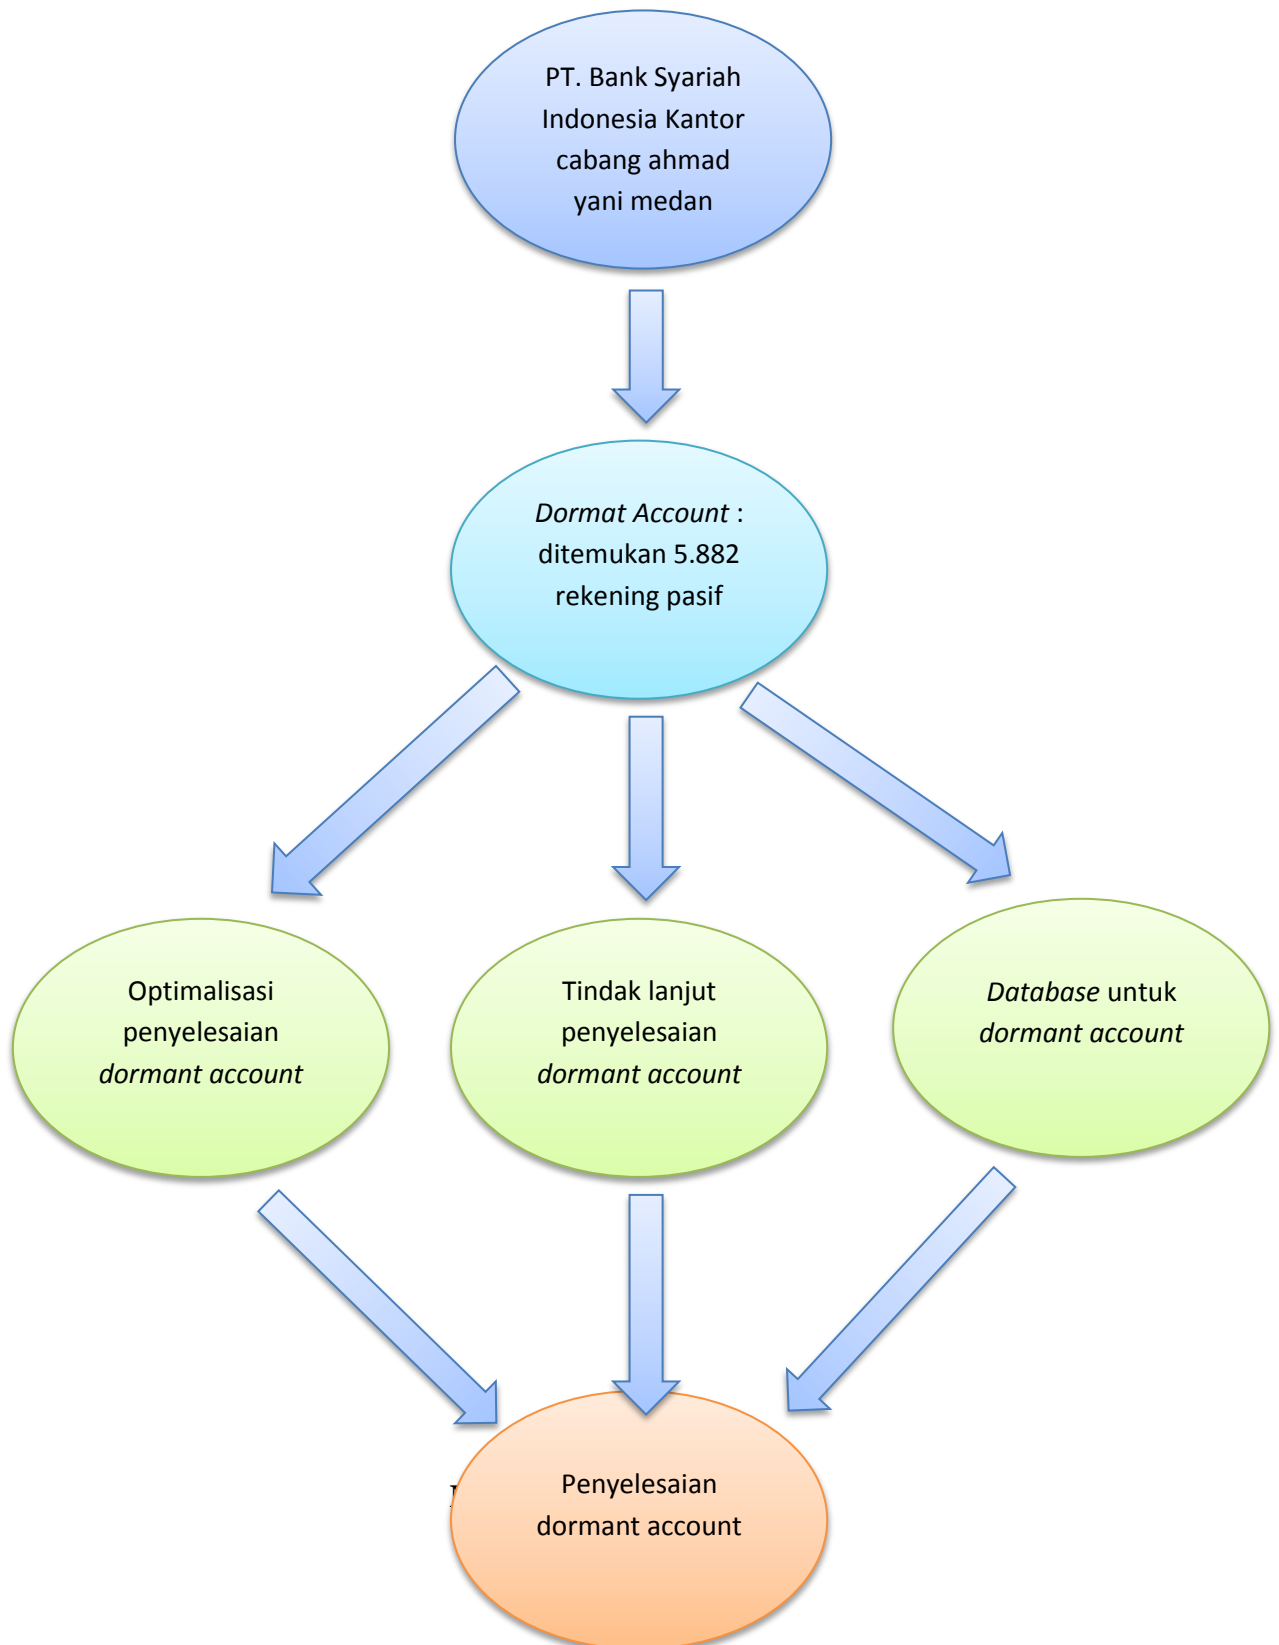 PT. Bank Syariah
Indonesia Kantor
cabang ahmad
yani medan
Dormat Account :
ditemukan 5.882
rekening pasif
Optimalisasi
penyelesaian
dormant account
Tindak lanjut
penyelesaian
dormant account
Database untuk
dormant account
Penyelesaian
dormant account